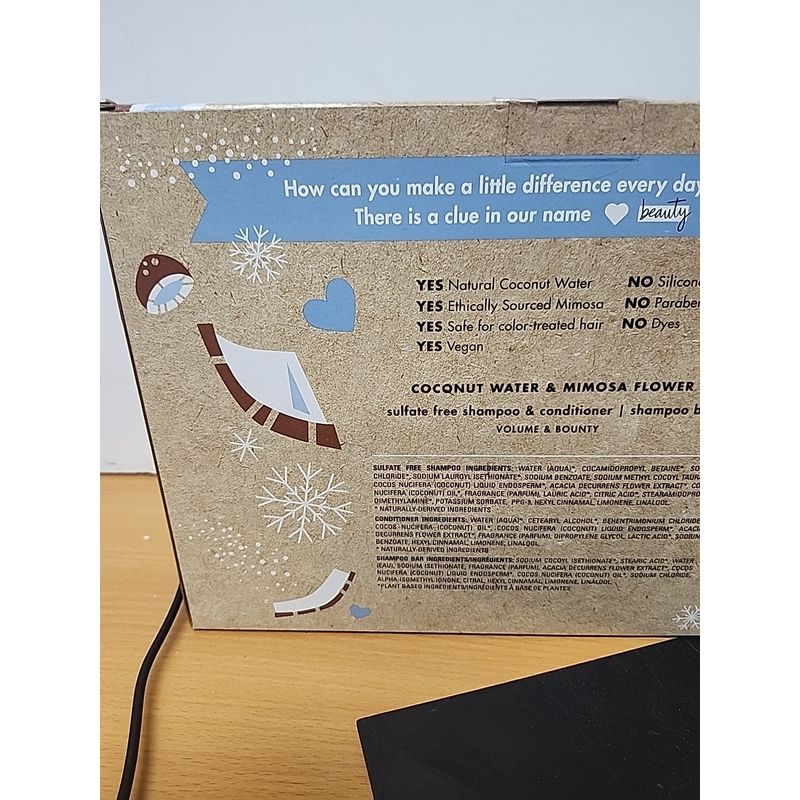 How can you make a little difference every day
There is a clue in our name beauty
YES Natural Coconut Water NO Silicon
YES Ethically Sourced Mimosa NO Paraben
YES Safe for color-treated hair NO Dyes
YES Vegan
COCONUT WATER & MIMOSA FLOWER
sulfate free shampoo & conditioner | shampoo b
VOLUME & BOUNTY
SULFATE FREE SHAMPOO INGREDIENTS: WATER (AQUA)*, COCAMIDOPROPYL BETAINE*, SO
CHLORIDE*, SODIUM LAUROYL ISETHIONATE*, SODIUM BENZOATE, SODIUM METHYL COCOYL TAUR
COCOS NUCIFERA (COCONUT) LIQUID ENDOSPERM*, ACACIA DECURRENS FLOWER EXTRACT*, CO
NUCIFERA (COCONUT) OIL*, FRAGRANCE (PARFUM), LAURIC ACID*, CITRIC ACID*, STEARAMIDOPRO
DIMETHYLAMINE*, POTASSIUM SORBATE, PPG-9, HEXYL CINNAMAL, LIMONENE, LINALOOL.
* NATURALLY-DERIVED INGREDIENTS
CONDITIONER INGREDIENTS: WATER (AQUA)*, CETEARYL ALCOHOL*, BEHENTRIMONIUM CHLORIDE
COCOS NUCIFERA (COCONUT) OIL*, COCOS NUCIFERA (COCONUT) LIQUID ENDOSPERM*, ACACIA
DECURRENS FLOWER EXTRACT*, FRAGRANCE (PARFUM), DIPROPYLENE GLYCOL, LACTIC ACID*, SODIUM
BENZOATE, HEXYL CINNAMAL, LIMONENE, LINALOOL.
* NATURALLY-DERIVED INGREDIENTS
SHAMPOO BAR INGREDIENTS/INGRÉDIENTS: SODIUM COCOYL ISETHIONATE*, STEARIC ACID*, WATER
(EAU), SODIUM ISETHIONATE, FRAGRANCE (PARFUM), ACACIA DECURRENS FLOWER EXTRACT*, COCOS
NUCIFERA (COCONUT) LIQUID ENDOSPERM*, COCOS NUCIFERA (COCONUT) OIL*, SODIUM CHLORIDE,
ALPHA-ISOMETHYL IONONE, CITRAL, HEXYL CINNAMAL, LIMONENE, LINALOOL.
*PLANT BASED INGREDIENTS/INGRÉDIENTS À BASE DE PLANTES